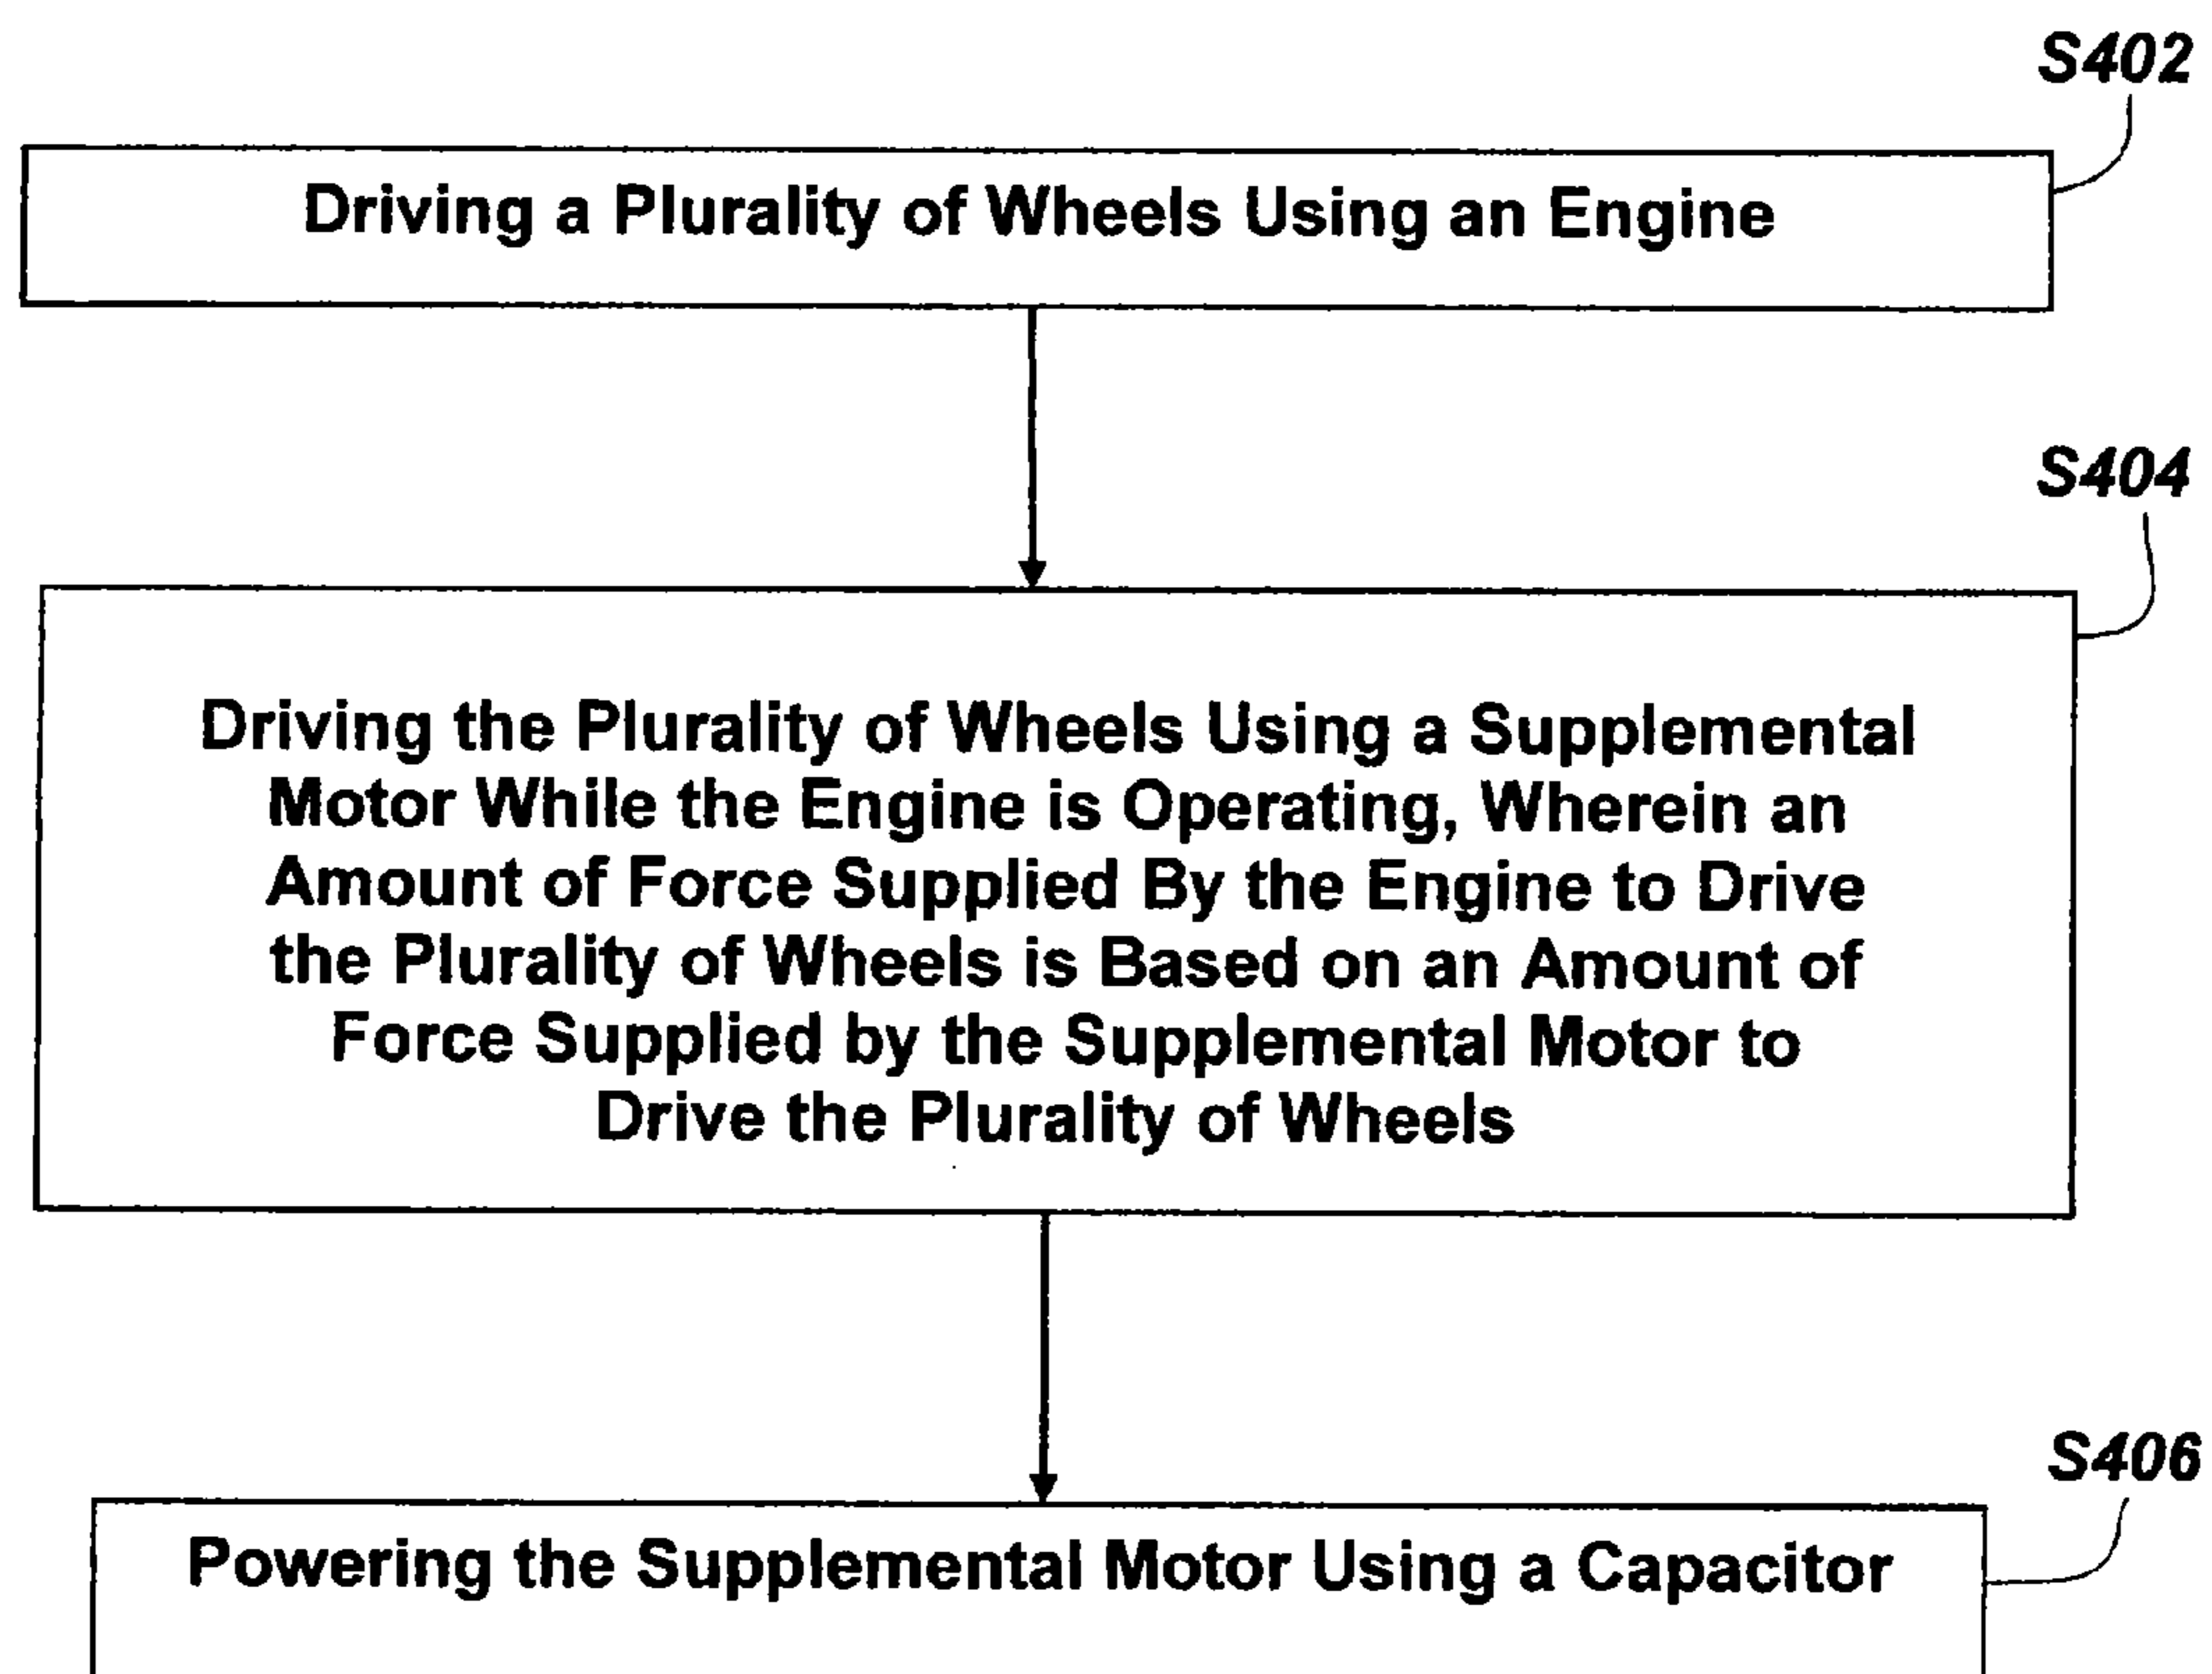 S402
Driving a Plurality of Wheels Using an Engine
S404
Driving the Plurality of Wheels Using a Supplemental
Motor While the Engine is Operating, Wherein an
Amount of Force Supplied By the Engine to Drive
the Plurality of Wheels is Based on an Amount of
Force Supplied by the Supplemental Motor to
Drive the Plurality of Wheels
S406
Powering the Supplemental Motor Using a Capacitor